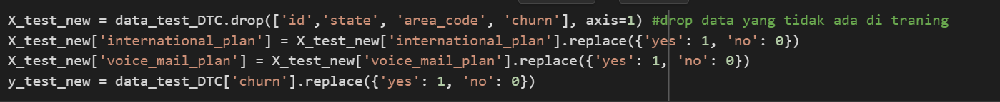 X_test_new = data_test_DTC.drop(['id','state', 'area_code', 'churn'], axis=1) #drop data yang tidak ada di traning
X_test_new['international_plan'] = X_test_new['international_plan'].replace({'yes': 1, 'no': 0})
X_test_new['voice_mail_plan'] = X_test_new['voice_mail_plan'].replace({'yes': 1, 'no': 0})
y_test_new = data_test_DTC['churn'].replace({'yes': 1, 'no': 0})